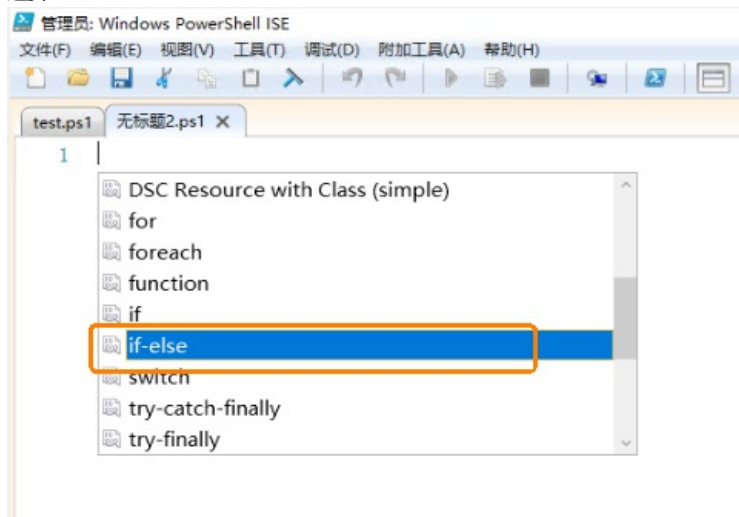 管理员: Windows PowerShell ISE
文件(F) 编辑(E) 视图(V) 工具(T) 调试(D) 附加工具(A) 帮助(H)
test.ps1 无标题2.ps1 X
1
DSC Resource with Class (simple)
for
foreach
function
if
if-else
switch
try-catch-finally
try-finally